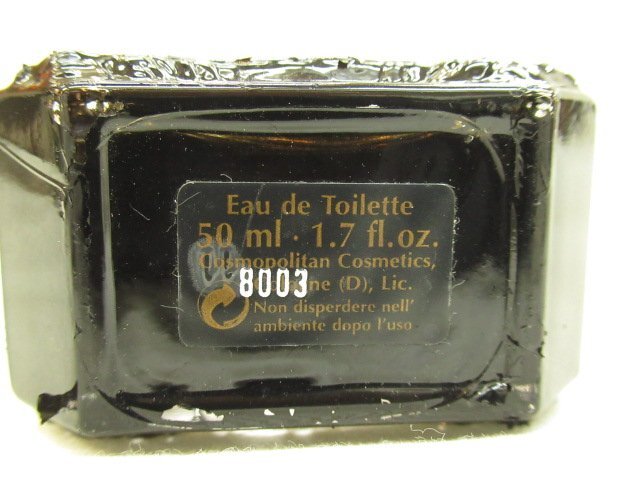 Eau de Toilette
50 ml · 1.7 fl.oz.
Cosmopolitan Cosmetics,
(D), Lic.
8003
Non disperdere nell'
ambiente dopo l'uso